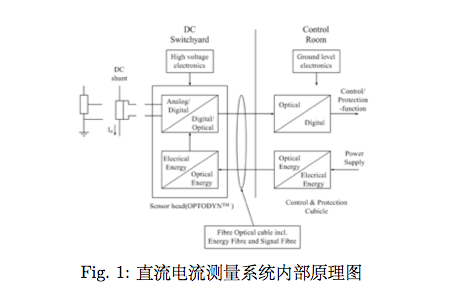 DC
Switchyard
Control
Room
High voltage
electronics
Ground level
electronics
DC
shunt
Control/
Protection
-function
Analog/
Digital
Digital/
Optical
Optical
Digital
Id
Power
Supply
Elecrical
Energy
Optical
Energy
Optical
Energy
Elecrical
Energy
Sensor head(OPTODYN™ )
Control & Protection
Cubicle
Fibre Optical cable incl.
Energy Fibre and Signal Fibre
Fig. 1: 直流电流测量系统内部原理图